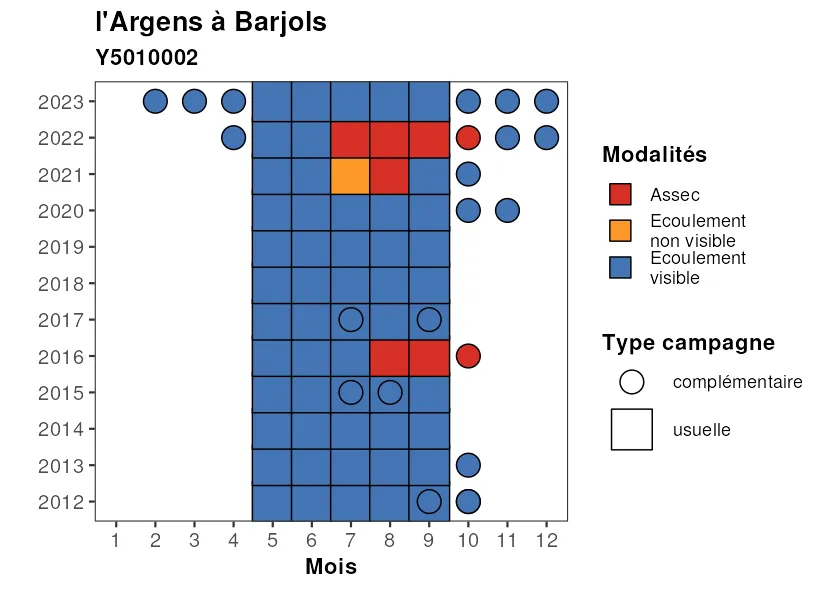 l'Argens à Barjols
Y5010002
2023
2022
2021
2020
2019
2018
2017
2016
2015
2014
2013
2012
1 2 3 4 5 6 7 8 9 10 11 12
Mois
Modalités
Assec
Ecoulement
non visible
Ecoulement
visible
Type campagne
complémentaire
usuelle